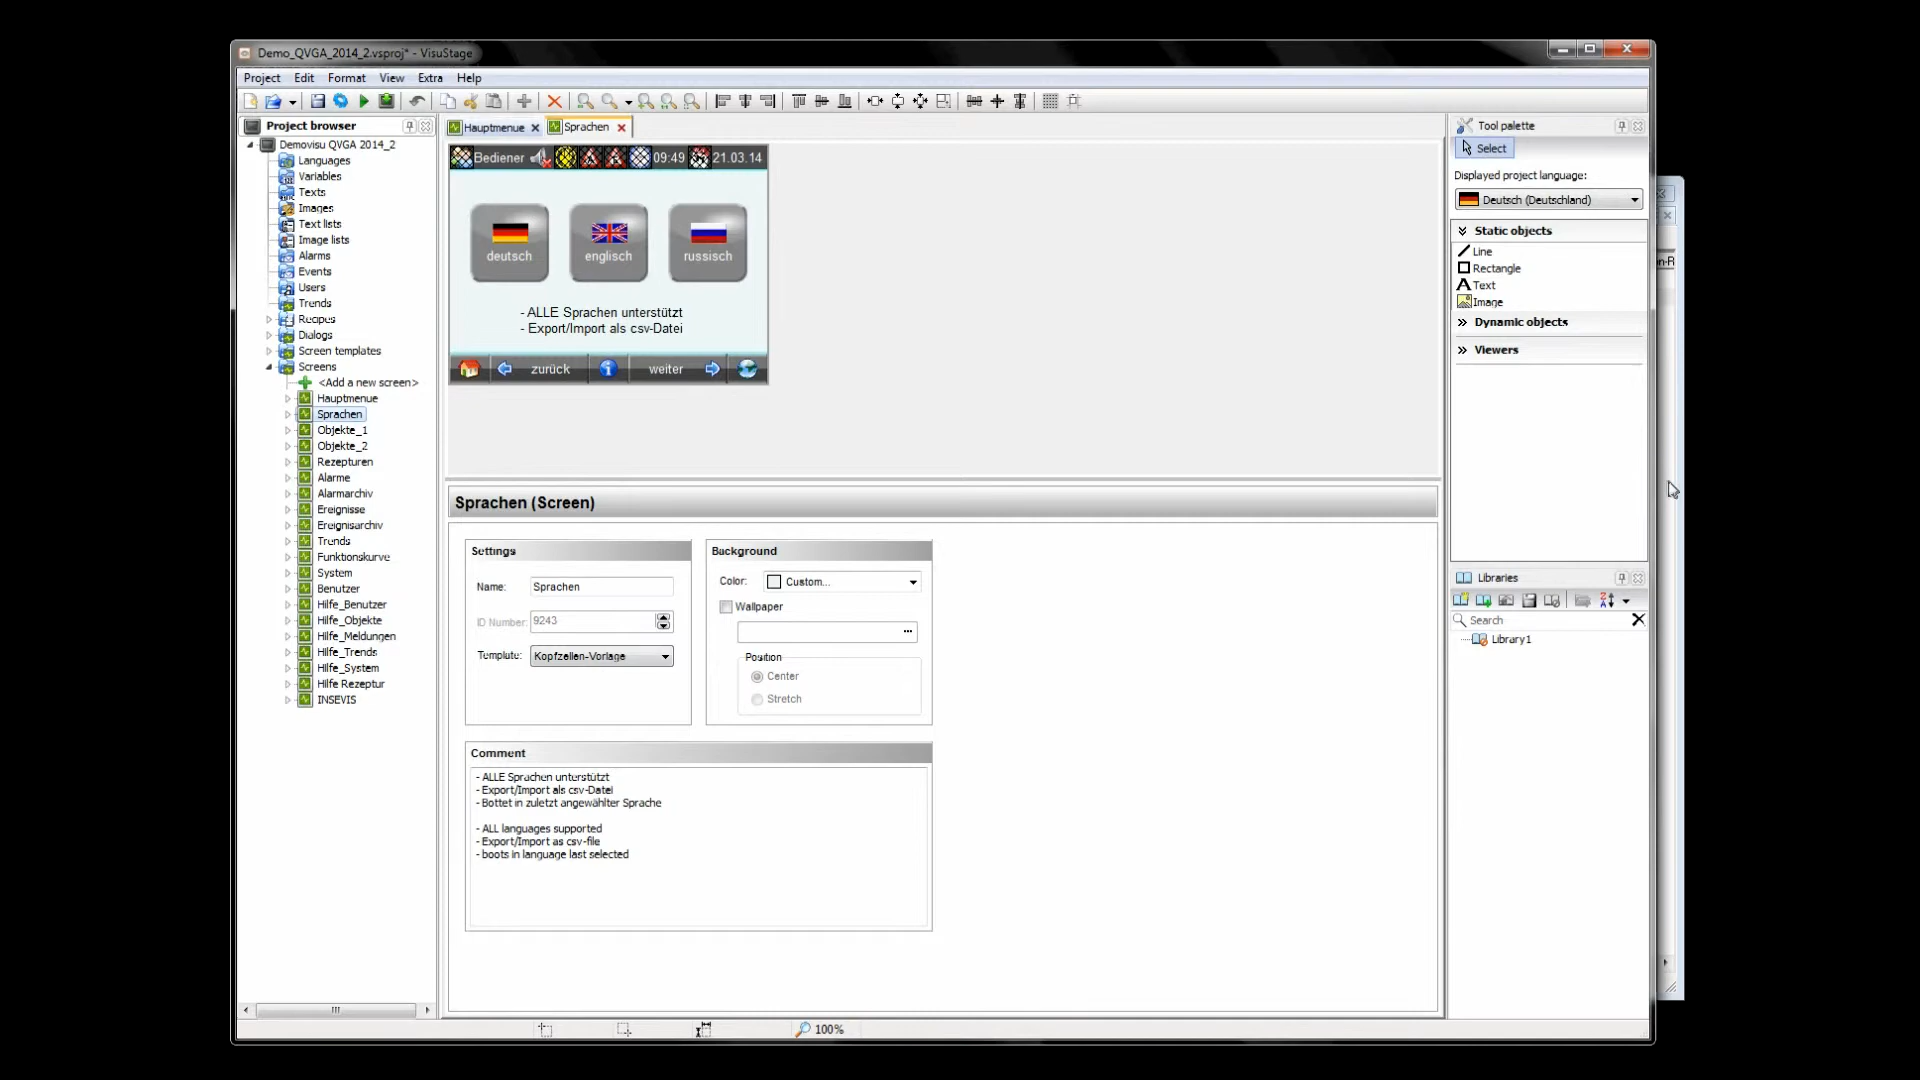 Demo_QVGA_2014_2.vsproj* - VisuStage
Project Edit Format View Extra Help
Project browser
Demovisu QVGA 2014_2
Languages
Variables
Texts
Images
Text lists
Image lists
Alarms
Events
Users
Trends
Recipes
Dialogs
Screen templates
Screens
<Add a new screen>
Hauptmenue
Sprachen
Objekte_1
Objekte_2
Rezepturen
Alarme
Alarmarchiv
Ereignisse
Ereignisarchiv
Trends
Funktionskurve
System
Benutzer
Hilfe_Benutzer
Hilfe_Objekte
Hilfe_Meldungen
Hilfe_Trends
Hilfe_System
Hilfe Rezeptur
INSEVIS
Hauptmenue Sprachen
Bediener 09:49 21.03.14
deutsch englisch russisch
- ALLE Sprachen unterstützt
- Export/Import als csv-Datei
zurück weiter
Sprachen (Screen)
Settings
Name: Sprachen
ID Number: 9243
Template: Kopfzeilen-Vorlage
Background
Color: Custom...
Wallpaper
...
Position
Center
Stretch
Comment
- ALLE Sprachen unterstützt
- Export/Import als csv-Datei
- Bottet in zuletzt angewählter Sprache
- ALL languages supported
- Export/Import as csv-file
- boots in language last selected
100%
Tool palette
Select
Displayed project language:
Deutsch (Deutschland)
Static objects
Line
Rectangle
Text
Image
Dynamic objects
Viewers
Libraries
Search
Library1
on-R